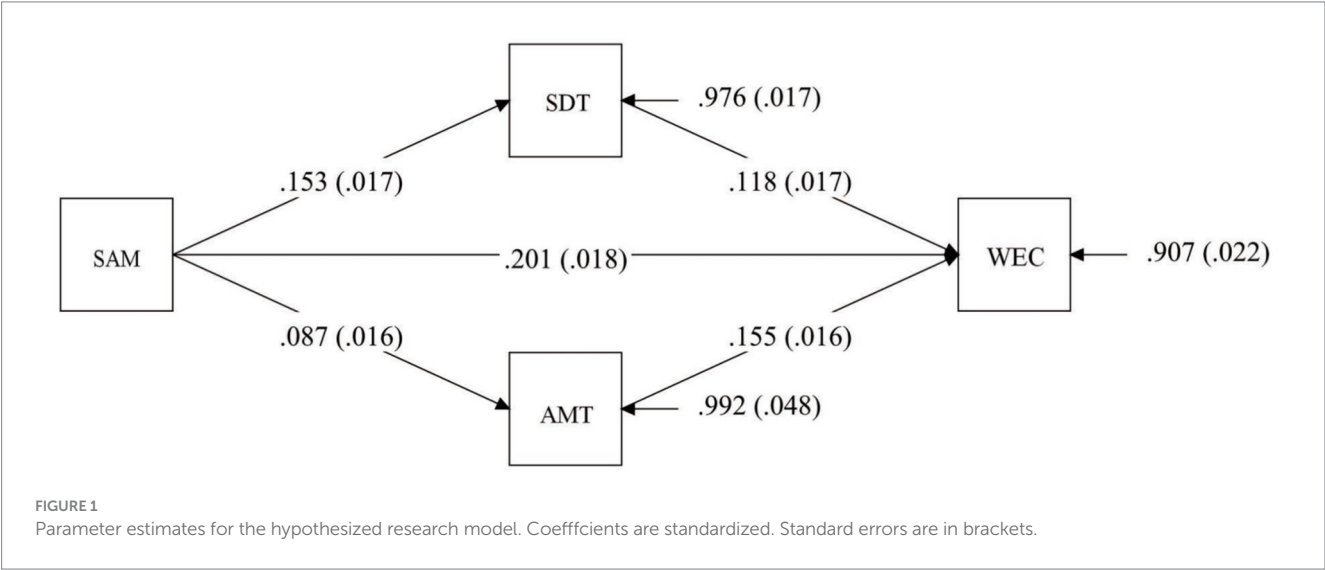 SDT
.976 (.017)
.153 (.017)
.118 (.017)
SAM
.201 (.018)
WEC
.907 (.022)
.087 (.016)
.155 (.016)
AMT
.992 (.048)
FIGURE 1
Parameter estimates for the hypothesized research model. Coefffcients are standardized. Standard errors are in brackets.